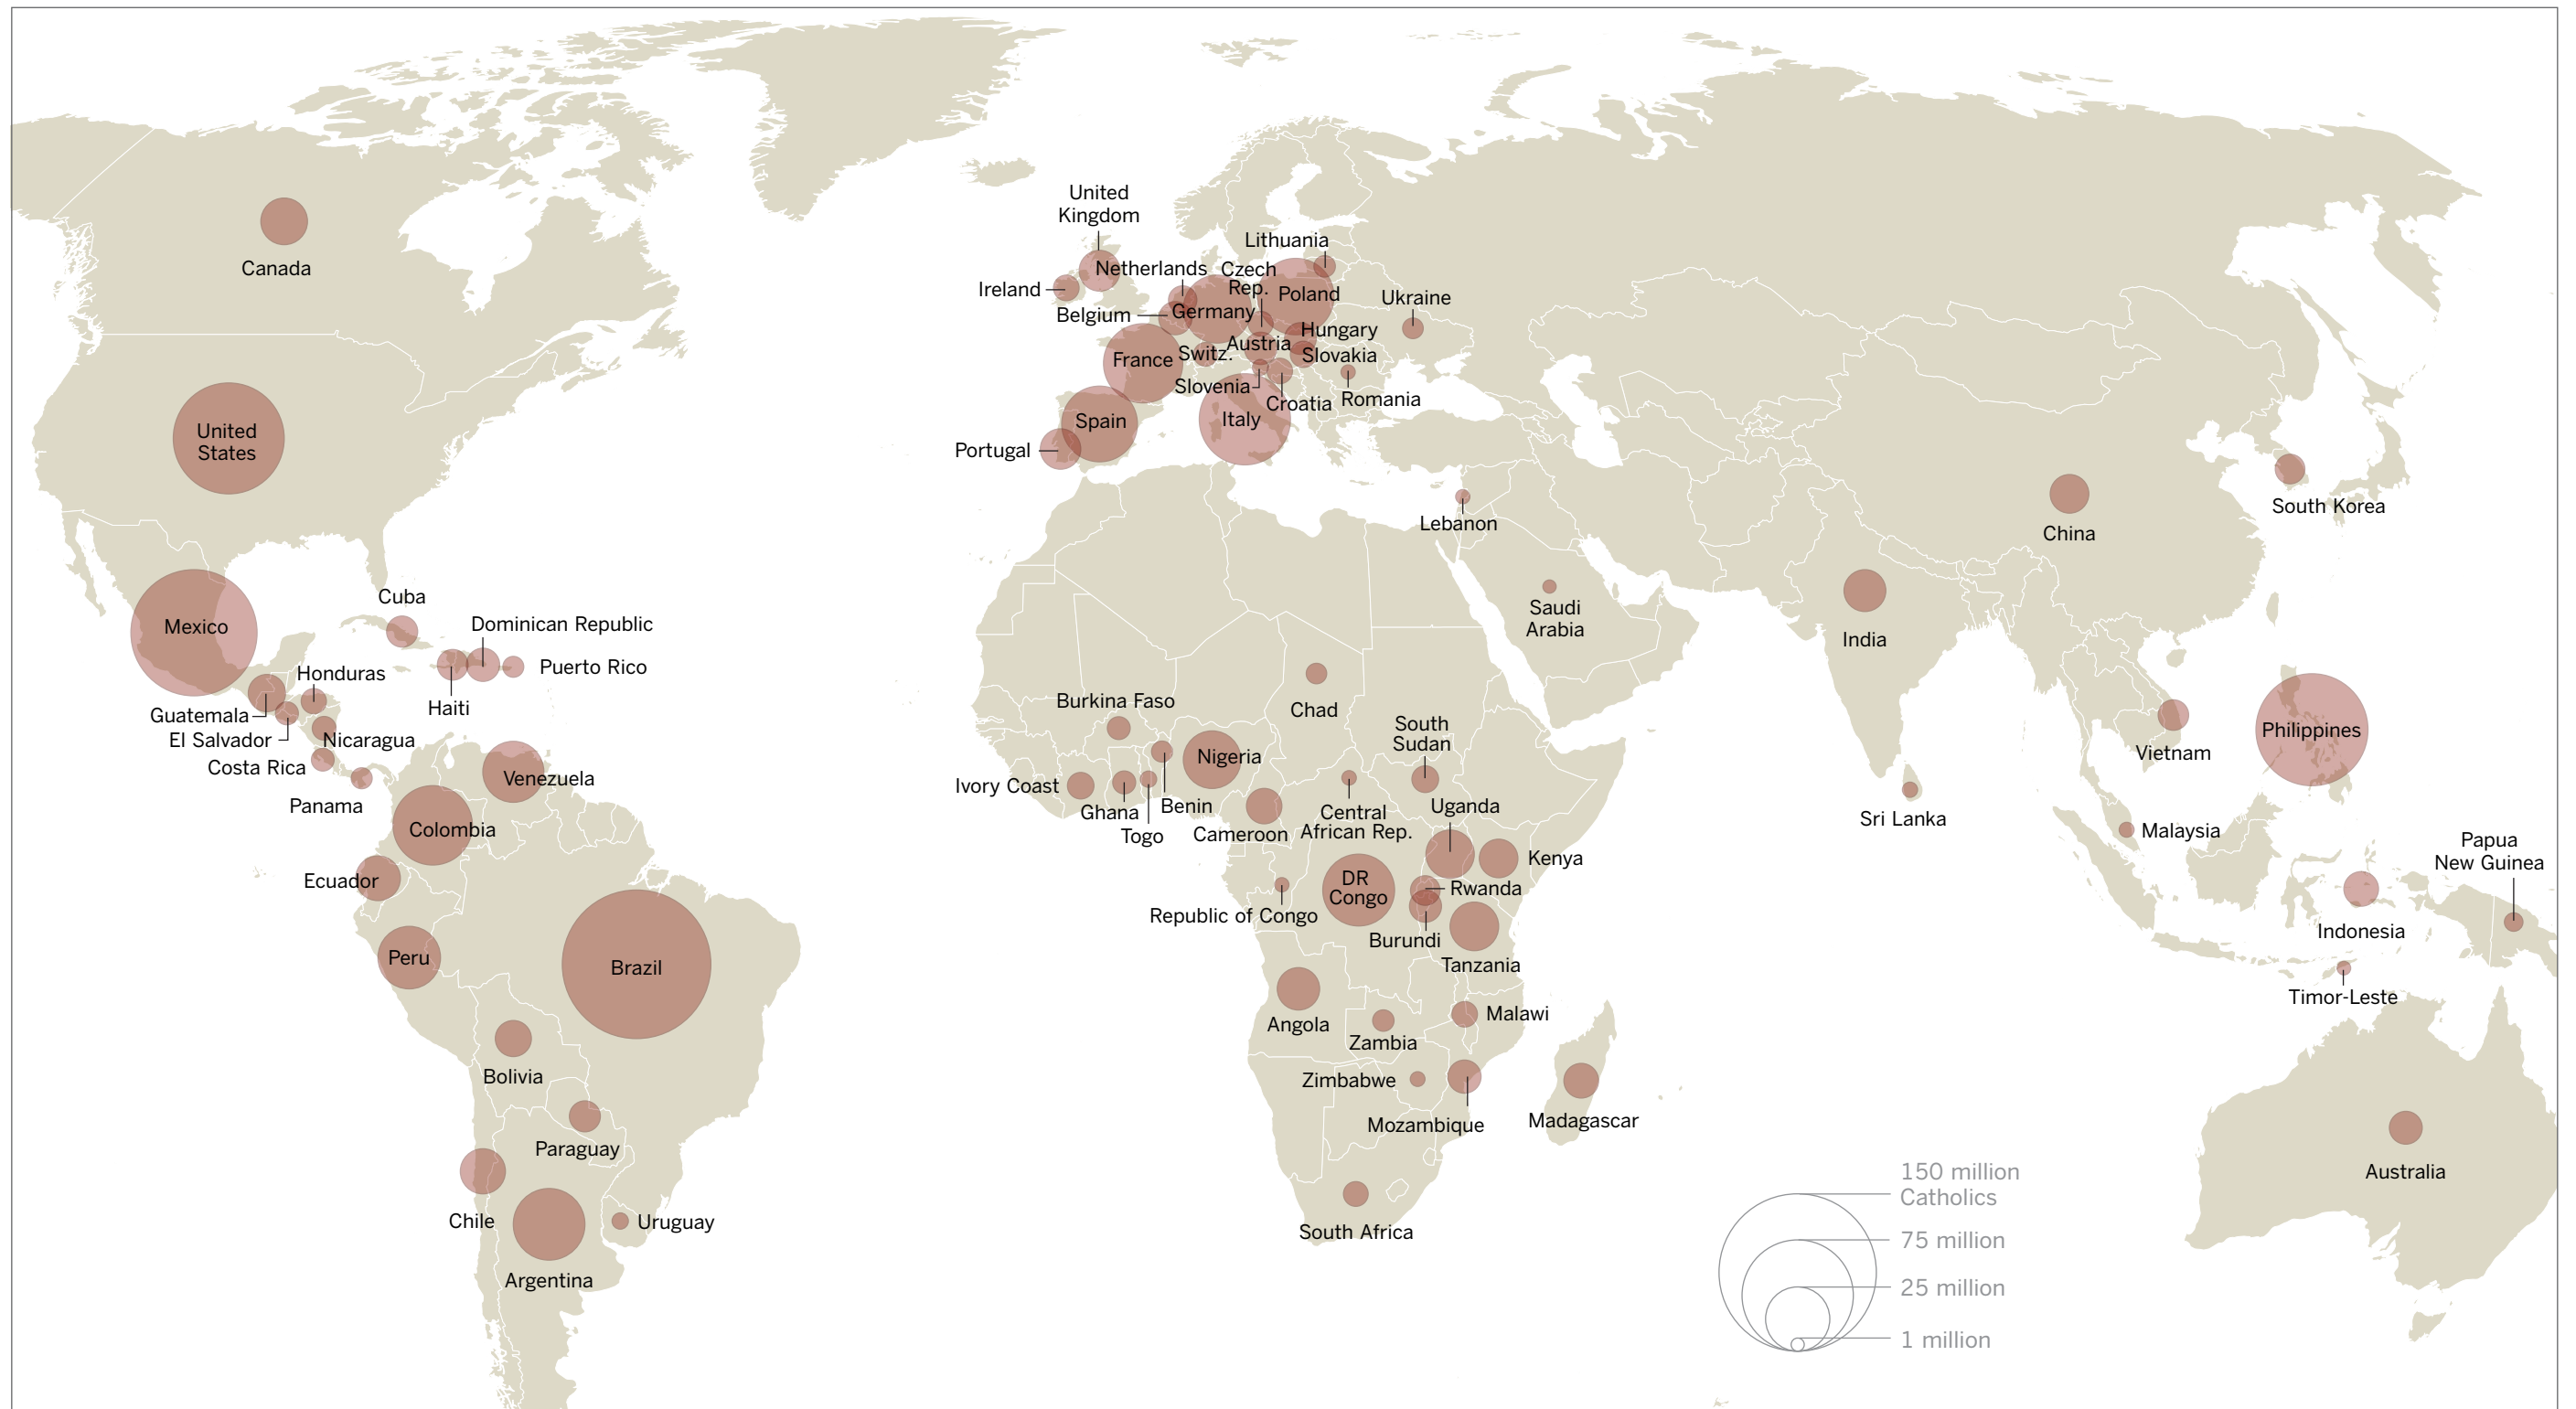 Canada
United
States
Mexico
Cuba
Dominican Republic
Puerto Rico
Haiti
Honduras
Guatemala
El Salvador
Nicaragua
Costa Rica
Panama
Venezuela
Colombia
Ecuador
Peru
Brazil
Bolivia
Paraguay
Chile
Uruguay
Argentina
United
Kingdom
Ireland
Netherlands
Belgium
Germany
Czech
Rep.
Lithuania
Poland
Ukraine
Hungary
Austria
Slovakia
France
Switz.
Slovenia
Croatia
Romania
Spain
Italy
Portugal
Lebanon
Saudi
Arabia
Burkina Faso
Chad
South
Sudan
Nigeria
Ivory Coast
Ghana
Togo
Benin
Cameroon
Central
African Rep.
Uganda
Kenya
DR
Congo
Rwanda
Republic of Congo
Burundi
Tanzania
Angola
Zambia
Malawi
Zimbabwe
Mozambique
Madagascar
South Africa
China
South Korea
India
Sri Lanka
Vietnam
Philippines
Malaysia
Indonesia
Papua
New Guinea
Timor-Leste
Australia
150 million
Catholics
75 million
25 million
1 million